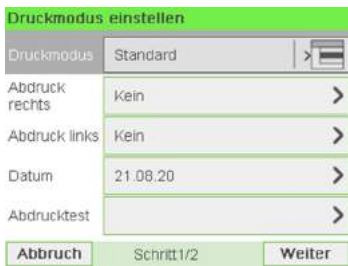 Druckmodus einstellen
Druckmodus Standard
Abdruck rechts Kein
Abdruck links Kein
Datum 21.08.20
Abdrucktest
Abbruch Schritt1/2 Weiter